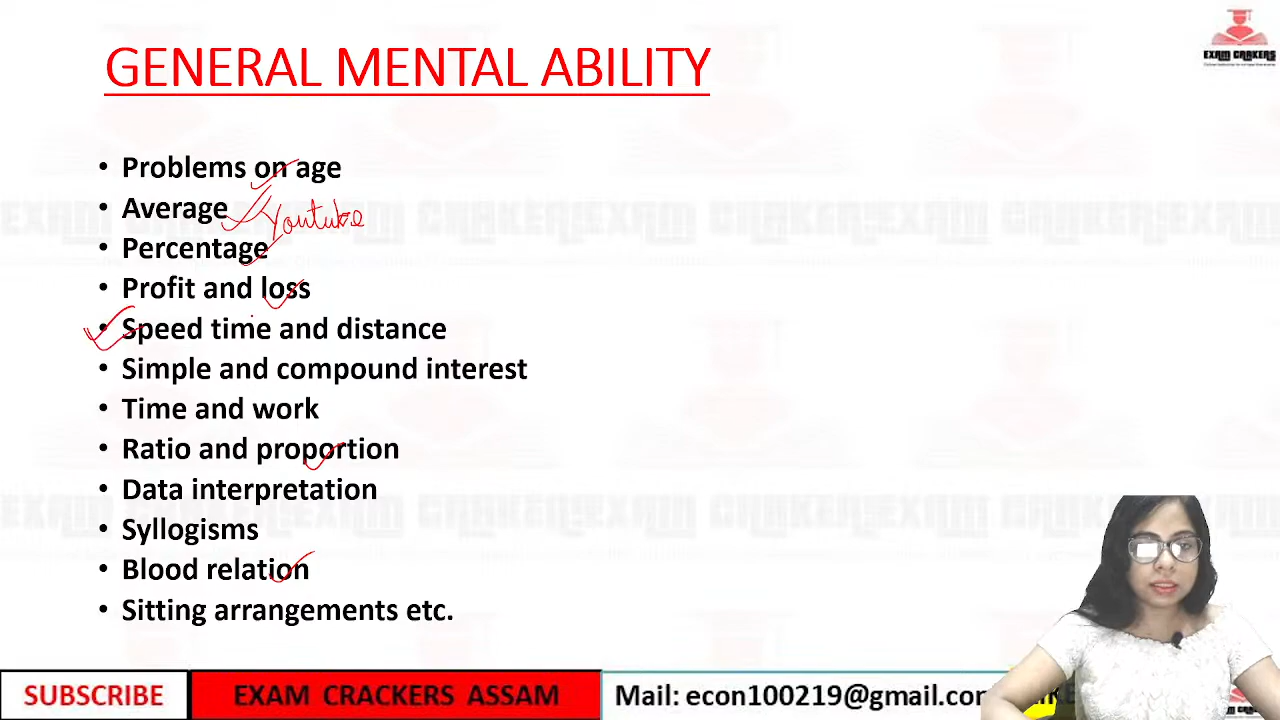 GENERAL MENTAL ABILITY
EXAM CRAKERS
• Problems on age
• Average
Youtube
• Percentage
• Profit and loss
• Speed time and distance
• Simple and compound interest
• Time and work
• Ratio and proportion
• Data interpretation
• Syllogisms
• Blood relation
• Sitting arrangements etc.
SUBSCRIBE EXAM CRACKERS ASSAM Mail: econ100219@gmail.com